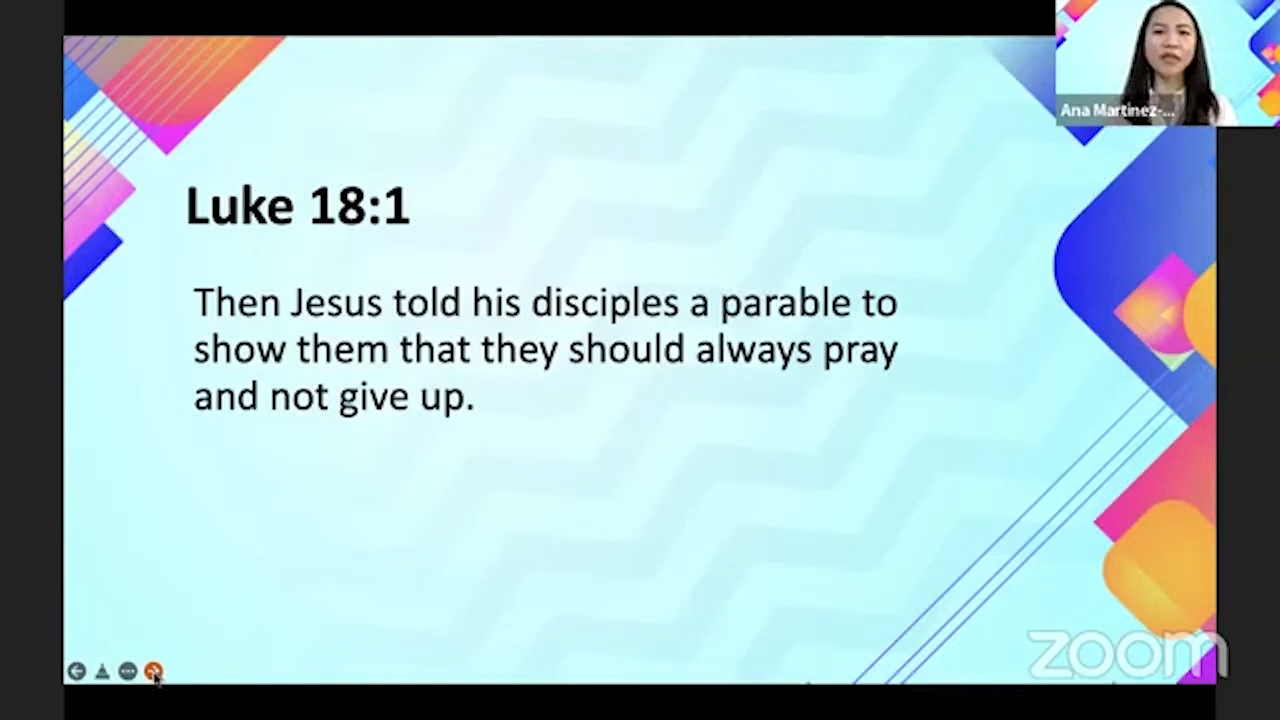 Ana Martinez-...
Luke 18:1
Then Jesus told his disciples a parable to
show them that they should always pray
and not give up.
zoom